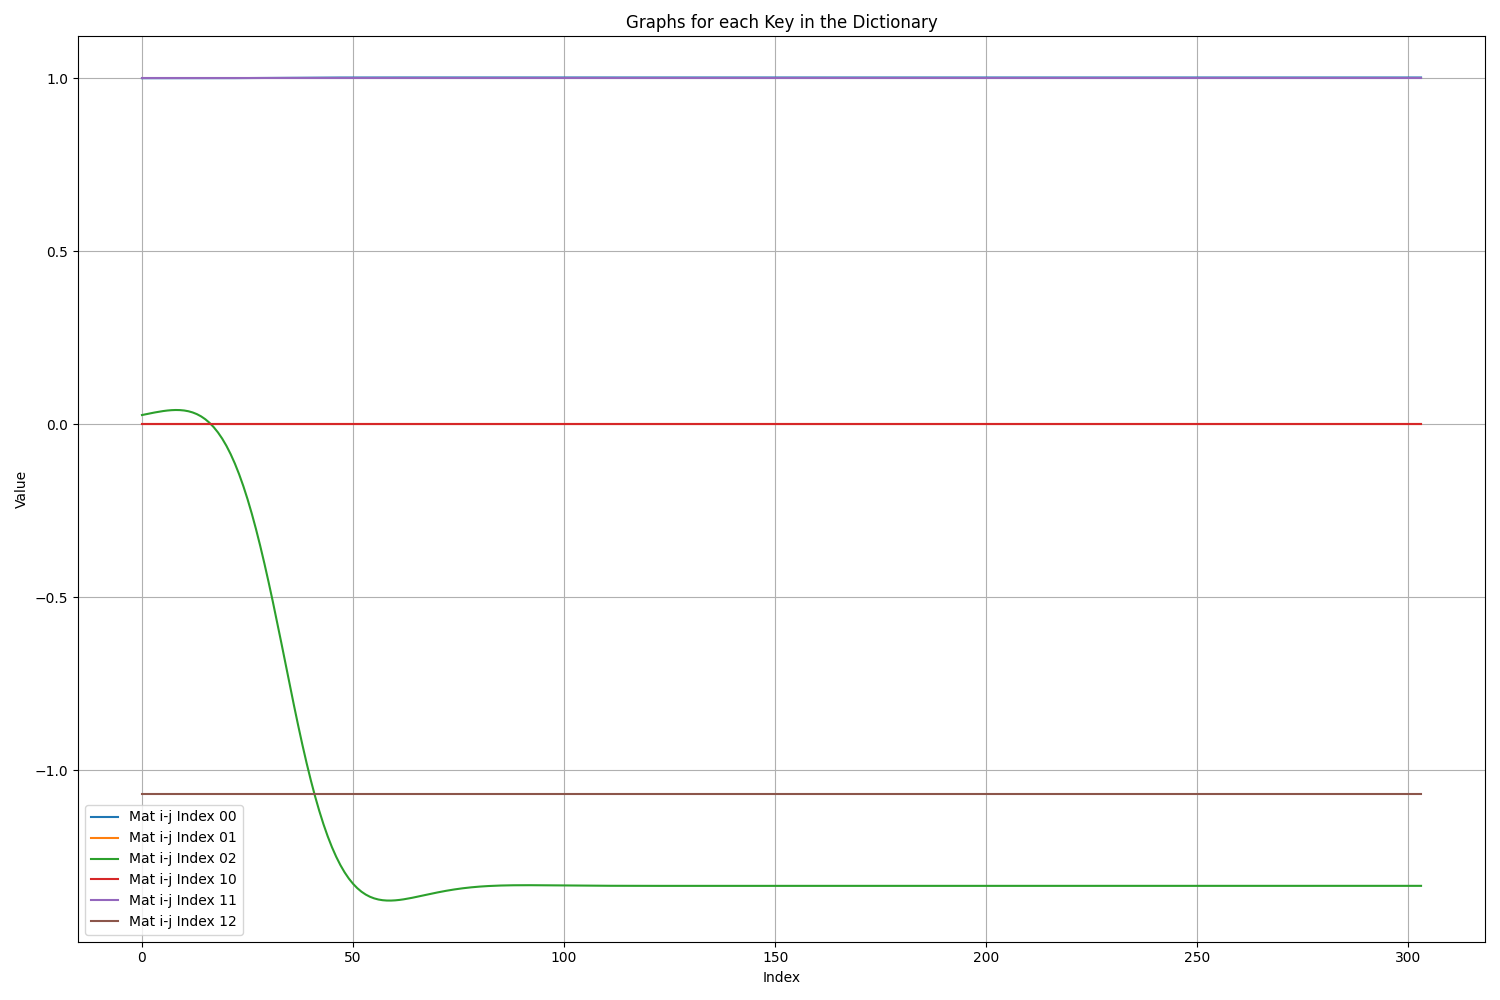 Graphs for each Key in the Dictionary
1.0
0.5
0.0
−0.5
−1.0
Value
Mat i-j Index 00
Mat i-j Index 01
Mat i-j Index 02
Mat i-j Index 10
Mat i-j Index 11
Mat i-j Index 12
0 50 100 150 200 250 300
Index